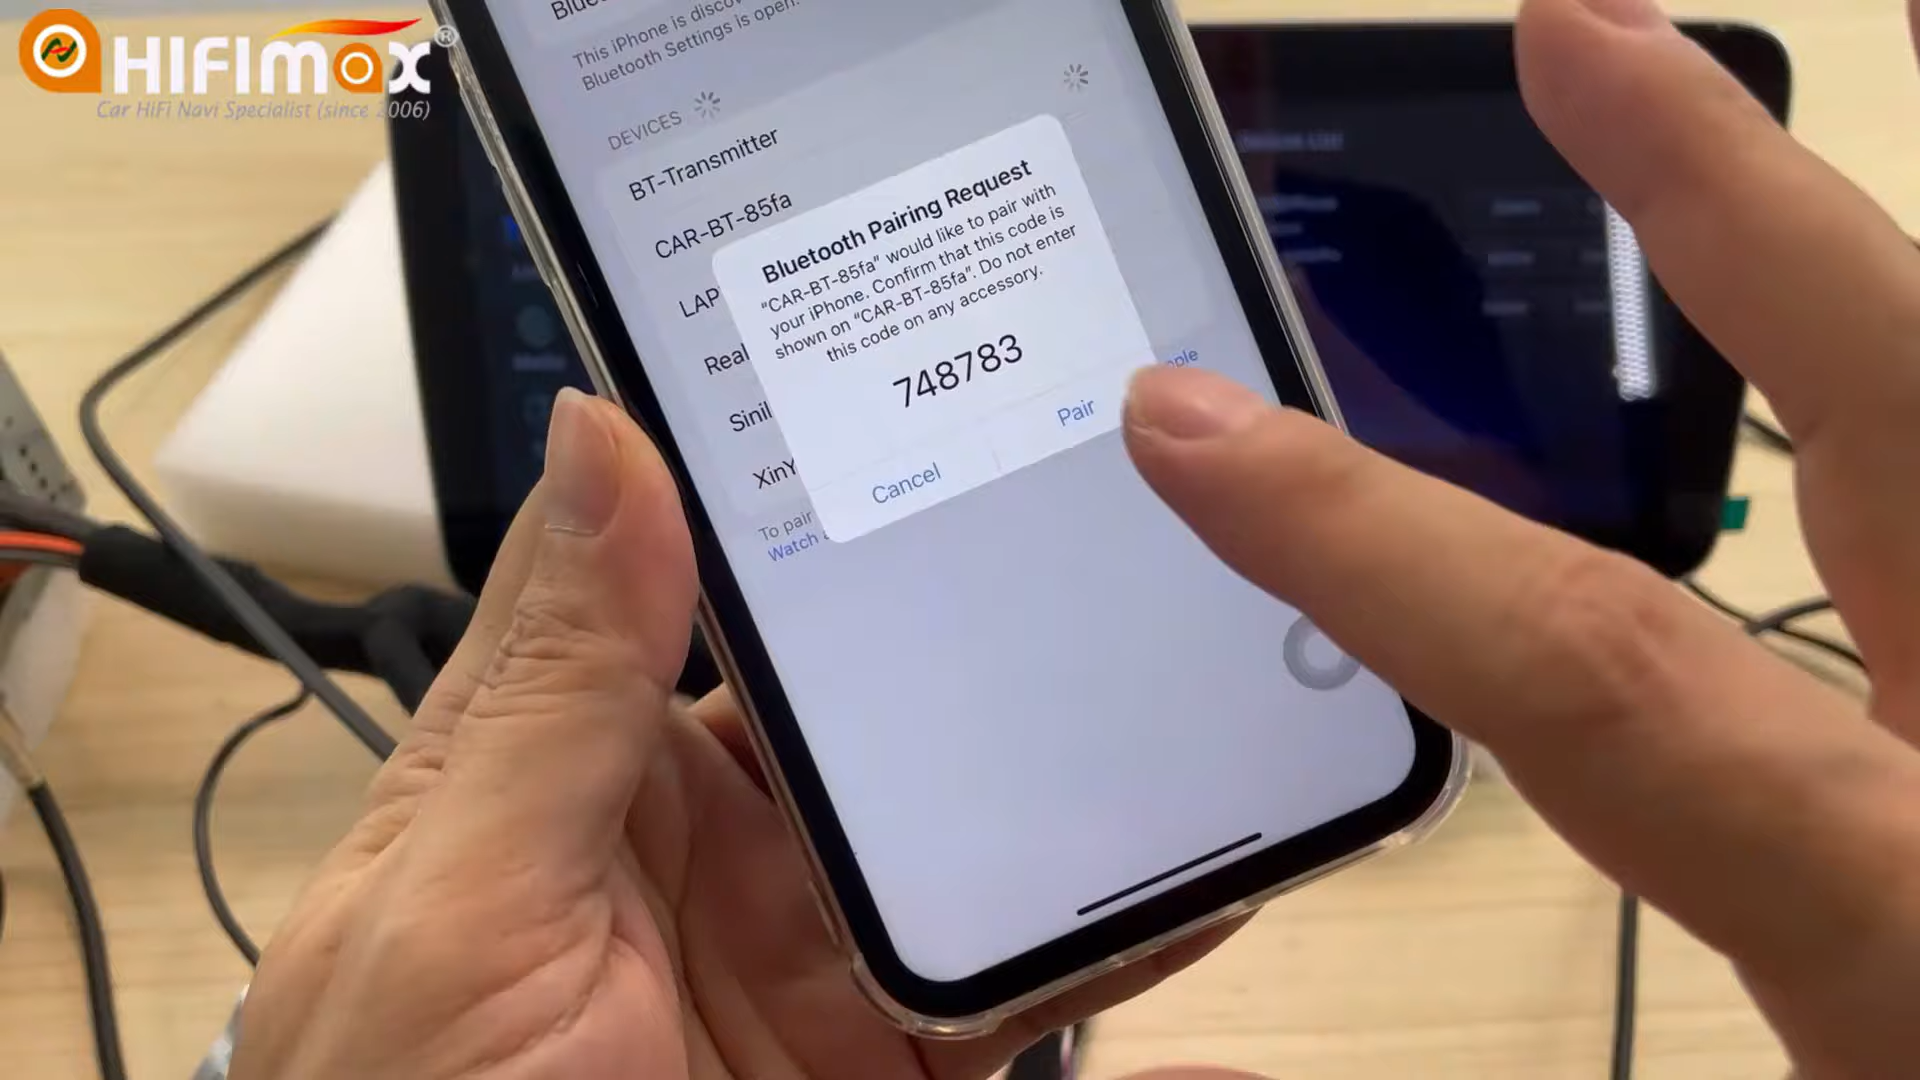 HIFIMAX®
Car HiFi Navi Specialist (since 2006)
This iPhone is
Bluetooth Settings is open.
DEVICES
BT-Transmitter
CAR-BT-85fa
LAP
Real
Sinil
XinY
To pair
Watch
Bluetooth Pairing Request
"CAR-BT-85fa" would like to pair with
your iPhone. Confirm that this code is
shown on "CAR-BT-85fa". Do not enter
this code on any accessory.
748783
Cancel
Pair